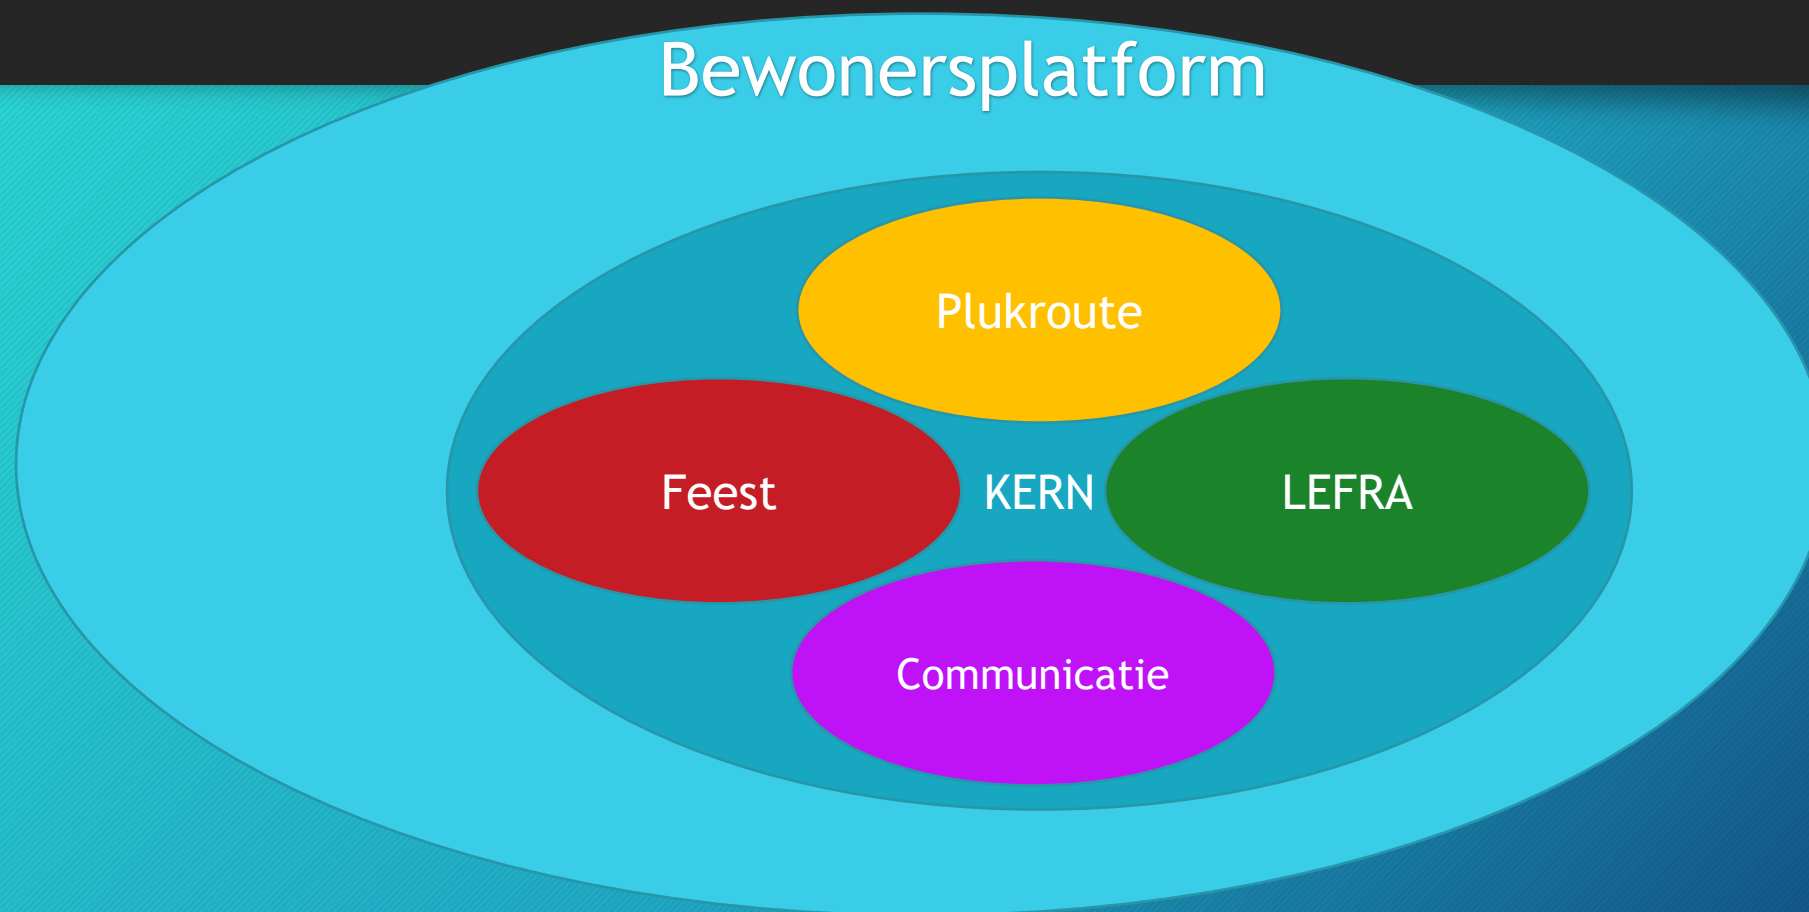 Bewonersplatform
Plukroute
Feest
KERN
LEFRA
Communicatie